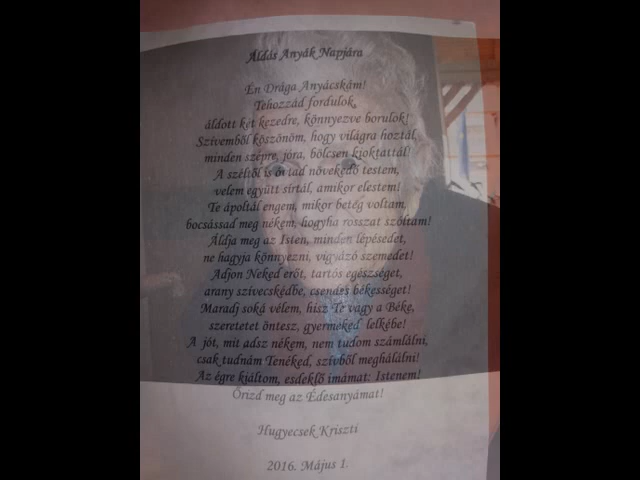 Áldás Anyák Napjára
Én Drága Anyácskám!
Tehozzád fordulok,
áldott két kezedre, könnyezve borulok!
Szivemből köszönöm, hogy világra hoztál,
minden szépre, jóra, bölcsen kioktattál!
A széltől is óvtad növekedő testem,
velem együtt sírtál, amikor elestem!
Te ápoltál engem, mikor beteg voltam,
bocsássad meg nékem, hogyha rosszat szóltam!
Áldja meg az Isten, minden lépésedet,
ne hagyja könnyezni, vigyázó szemedet!
Adjon Neked erőt, tartós egészséget,
arany szívecskédbe, csendes békességet!
Maradj soká vélem, hisz Te vagy a Béke,
szeretetet öntesz, gyermeked lelkébe!
A jót, mit adsz nékem, nem tudom számlálni,
csak tudnám Tenéked, szívből meghálálni!
Az égre kiáltom, esdeklő imámat: Istenem!
Őrizd meg az Édesanyámat!
Hugyecsek Kriszti
2016. Május 1.